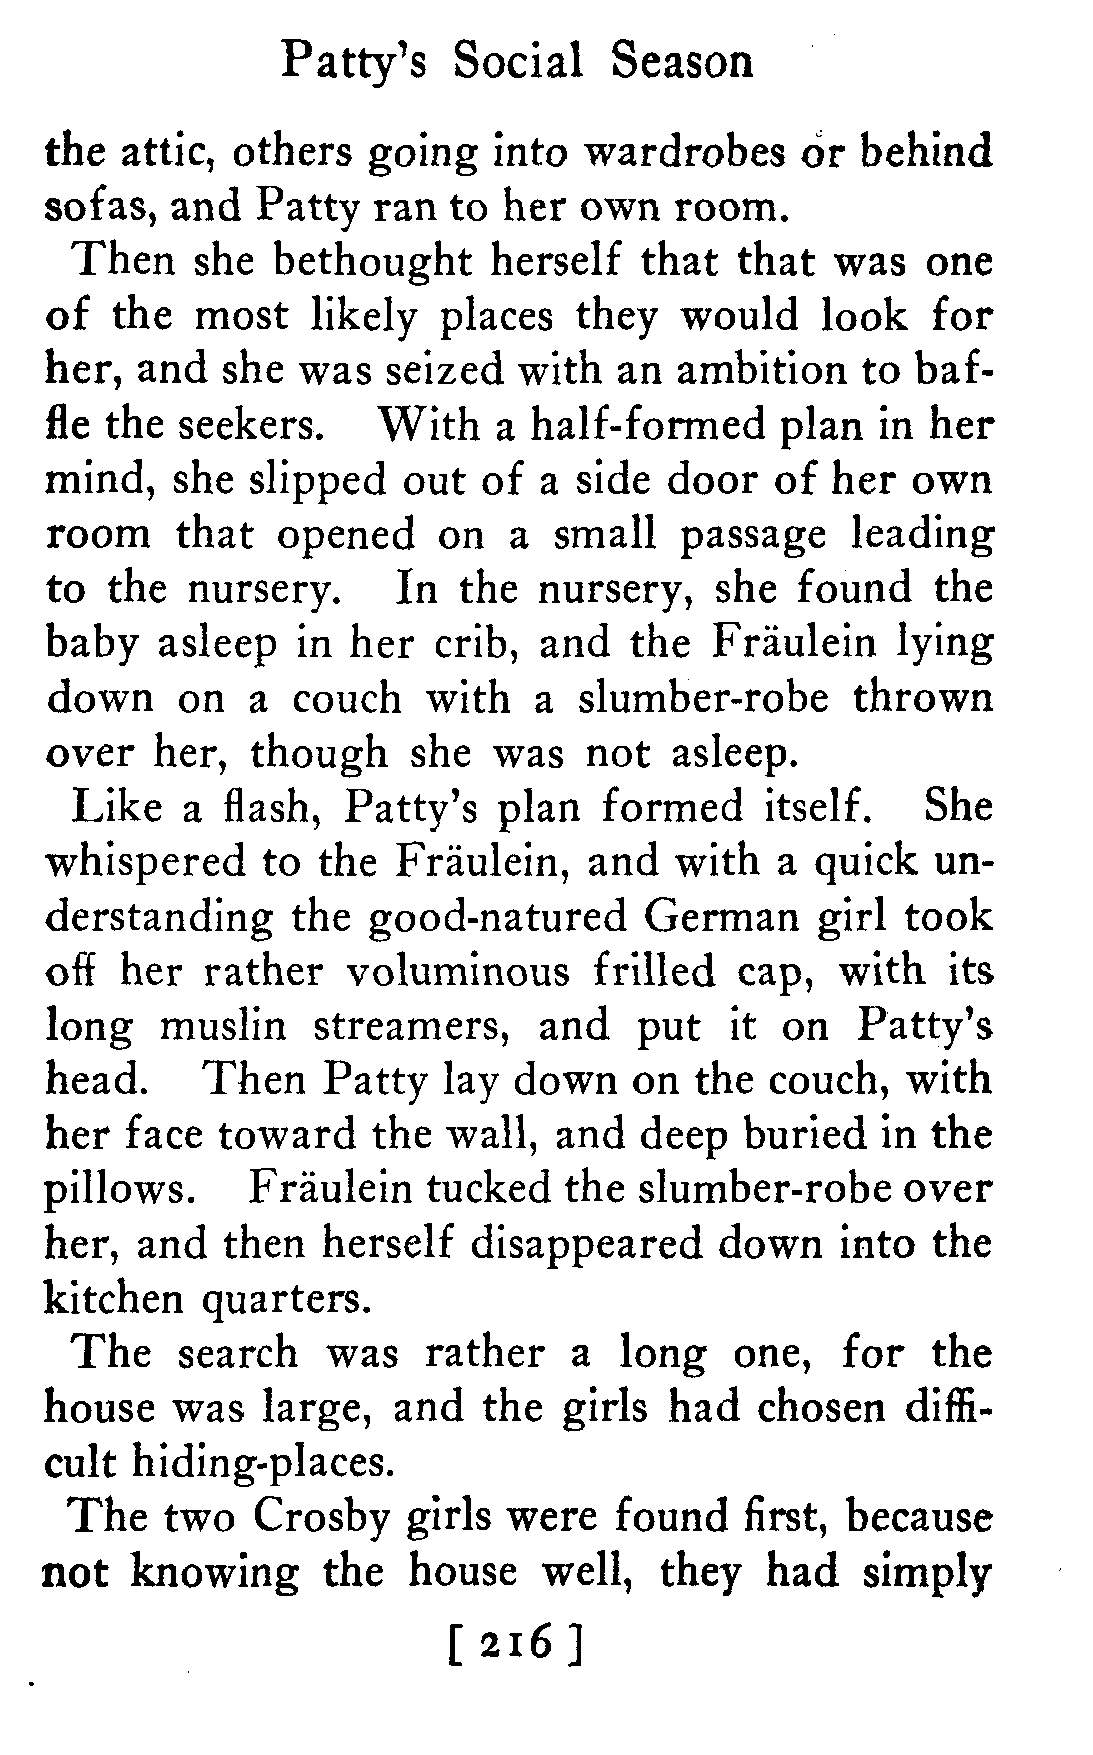 Patty's Social Season
the attic, others going into wardrobes or behind
sofas, and Patty ran to her own room.
Then she bethought herself that that was one
of the most likely places they would look for
her, and she was seized with an ambition to baf-
fle the seekers. With a half-formed plan in her
mind, she slipped out of a side door of her own
room that opened on a small passage leading
to the nursery. In the nursery, she found the
baby asleep in her crib, and the Fräulein lying
down on a couch with a slumber-robe thrown
over her, though she was not asleep.
Like a flash, Patty's plan formed itself. She
whispered to the Fräulein, and with a quick un-
derstanding the good-natured German girl took
off her rather voluminous frilled cap, with its
long muslin streamers, and put it on Patty's
head. Then Patty lay down on the couch, with
her face toward the wall, and deep buried in the
pillows. Fräulein tucked the slumber-robe over
her, and then herself disappeared down into the
kitchen quarters.
The search was rather a long one, for the
house was large, and the girls had chosen diffi-
cult hiding-places.
The two Crosby girls were found first, because
not knowing the house well, they had simply
[ 216 ]